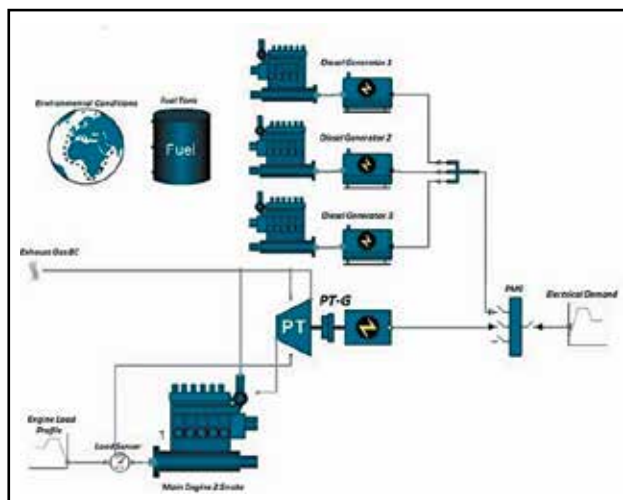 Diesel Generator 1
Environmental Conditions
Fuel Tank
Fuel
Diesel Generator 2
Diesel Generator 3
Exhaust Gas BC
PT-G
PT
PMS
Electrical Demand
Engine Load
Profile
Load Sensor
Main Engine 2 Stroke